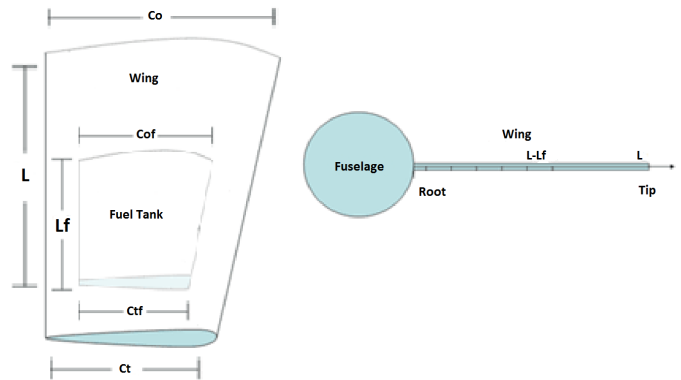 Co
Wing
Cof
L
Lf
Fuel Tank
Ctf
Ct
Wing
L-Lf
L
Fuselage
Root
Tip